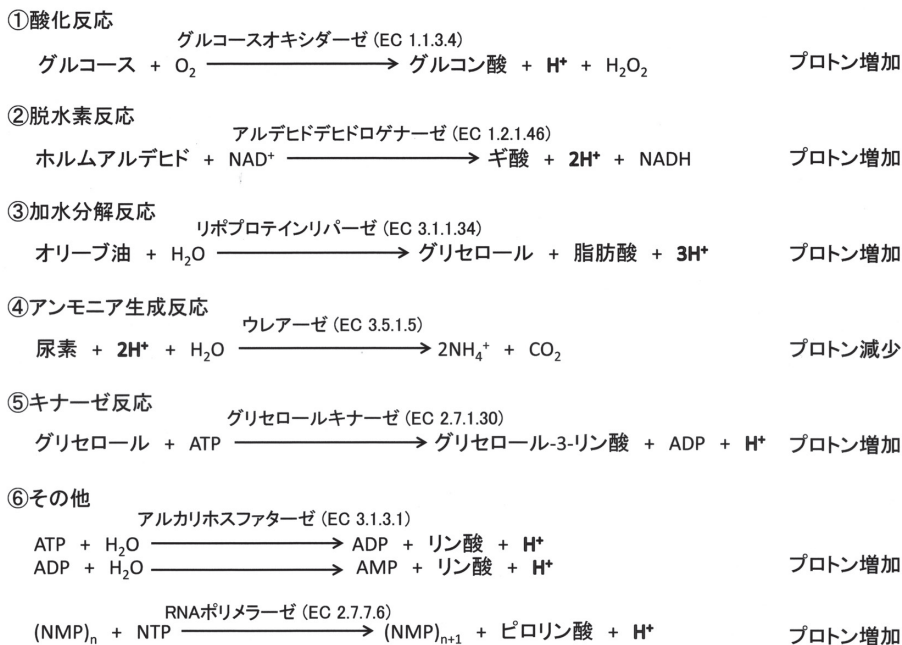 ①酸化反応
グルコースオキシダーゼ (EC 1.1.3.4)
グルコース + O₂ ⟶ グルコン酸 + H⁺ + H₂O₂ プロトン増加
②脱水素反応
アルデヒドデヒドロゲナーゼ (EC 1.2.1.46)
ホルムアルデヒド + NAD⁺ ⟶ ギ酸 + 2H⁺ + NADH プロトン増加
③加水分解反応
リポプロテインリパーゼ (EC 3.1.1.34)
オリーブ油 + H₂O ⟶ グリセロール + 脂肪酸 + 3H⁺ プロトン増加
④アンモニア生成反応
ウレアーゼ (EC 3.5.1.5)
尿素 + 2H⁺ + H₂O ⟶ 2NH₄⁺ + CO₂ プロトン減少
⑤キナーゼ反応
グリセロールキナーゼ (EC 2.7.1.30)
グリセロール + ATP ⟶ グリセロール-3-リン酸 + ADP + H⁺ プロトン増加
⑥その他
アルカリホスファターゼ (EC 3.1.3.1)
ATP + H₂O ⟶ ADP + リン酸 + H⁺
ADP + H₂O ⟶ AMP + リン酸 + H⁺ プロトン増加
RNAポリメラーゼ (EC 2.7.7.6)
(NMP)ₙ + NTP ⟶ (NMP)ₙ₊₁ + ピロリン酸 + H⁺ プロトン増加